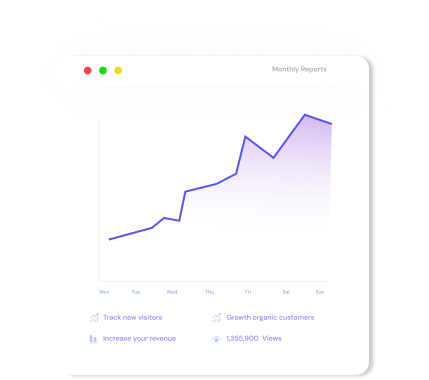 Monthly Reports
Mon Tue Wed Thu Fri Sat Sun
Track new visitors Growth organic customers
Increase your revenue 1,355,900 Views